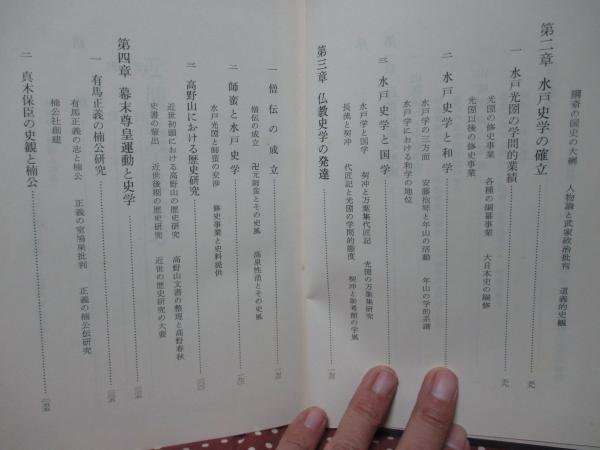 綱斎の国史の大綱　人物論と武家政治批判　道義的史観
第二章　水戸史学の確立
一　水戸光圀の学問的業績
光圀の修史事業　各種の編纂事業　大日本史の編修
光圀以後の修史事業
二　水戸史学と和学
水戸学の三方面　安藤抱琴と年山の活動　年山の学的系譜
水戸学における和学の地位
三　水戸史学と国学
水戸学と国学　契沖と万葉集代匠記　光圀の万葉集研究
長流と契沖　代匠記と光圀の学問的態度　契沖と彰考館の学風
第三章　仏教史学の発達
一　僧伝の成立
僧伝の成立　卍元師蛮とその史風　高泉性潡とその史風
二　師蛮と水戸史学
水戸光圀と師蛮の交渉　修史事業と史料提供
三　高野山における歴史研究
近世初頭における高野山の歴史研究　高野山文書の整理と高野春秋
史書の輩出　近世後期の歴史研究　近世の歴史研究の大要
第四章　幕末尊皇運動と史学
一　有馬正義の楠公研究
有馬正義の志と楠公　正義の室鳩巣批判　正義の楠公伝研究
楠公社創建
二　真木保臣の史観と楠公